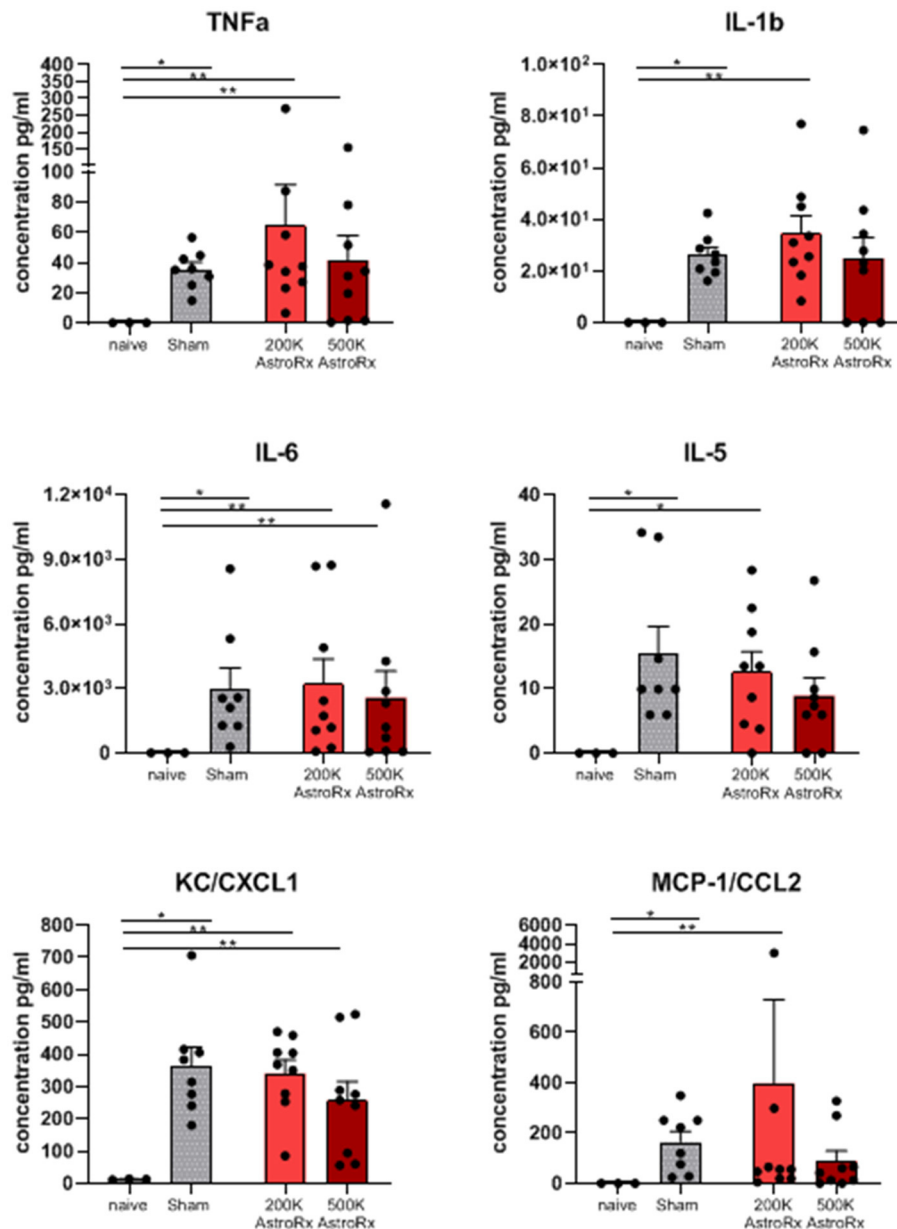 TNFa
concentration pg/ml
400
350
300
250
200
150
100
80
60
40
20
0
*
**
**
naive
Sham
200K
AstroRx
500K
AstroRx
IL-1b
concentration pg/ml
1.0×10²
8.0×10¹
6.0×10¹
4.0×10¹
2.0×10¹
0
*
**
naive
Sham
200K
AstroRx
500K
AstroRx
IL-6
concentration pg/ml
1.2×10⁴
9.0×10³
6.0×10³
3.0×10³
0
*
**
**
naive
Sham
200K
AstroRx
500K
AstroRx
IL-5
concentration pg/ml
40
30
20
10
0
*
*
naive
Sham
200K
AstroRx
500K
AstroRx
KC/CXCL1
concentration pg/ml
800
700
600
500
400
300
200
100
0
*
**
**
naive
Sham
200K
AstroRx
500K
AstroRx
MCP-1/CCL2
concentration pg/ml
6000
4000
2000
800
600
400
200
0
*
**
naive
Sham
200K
AstroRx
500K
AstroRx